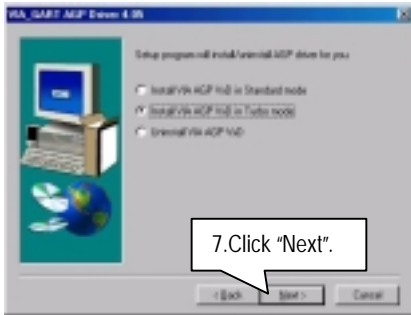 VIA_GART AGP Driver 4.05
Setup program will install/uninstall AGP driver for you.
Install VIA AGP VxD in Standard mode
Install VIA AGP VxD in Turbo mode
Uninstall VIA AGP VxD
7.Click “Next”.
< Back
Next >
Cancel